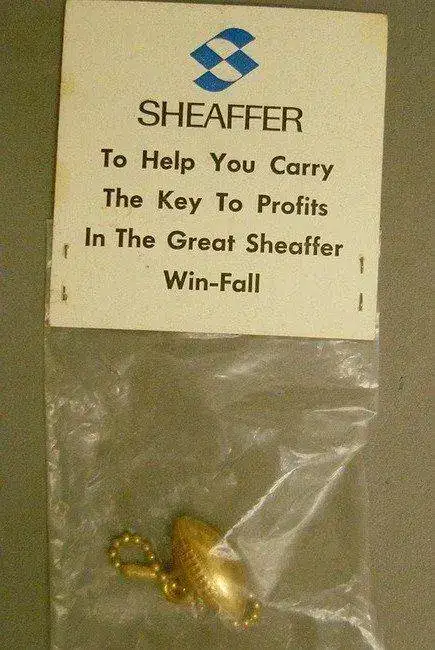 SHEAFFER
To Help You Carry
The Key To Profits
In The Great Sheaffer
Win-Fall